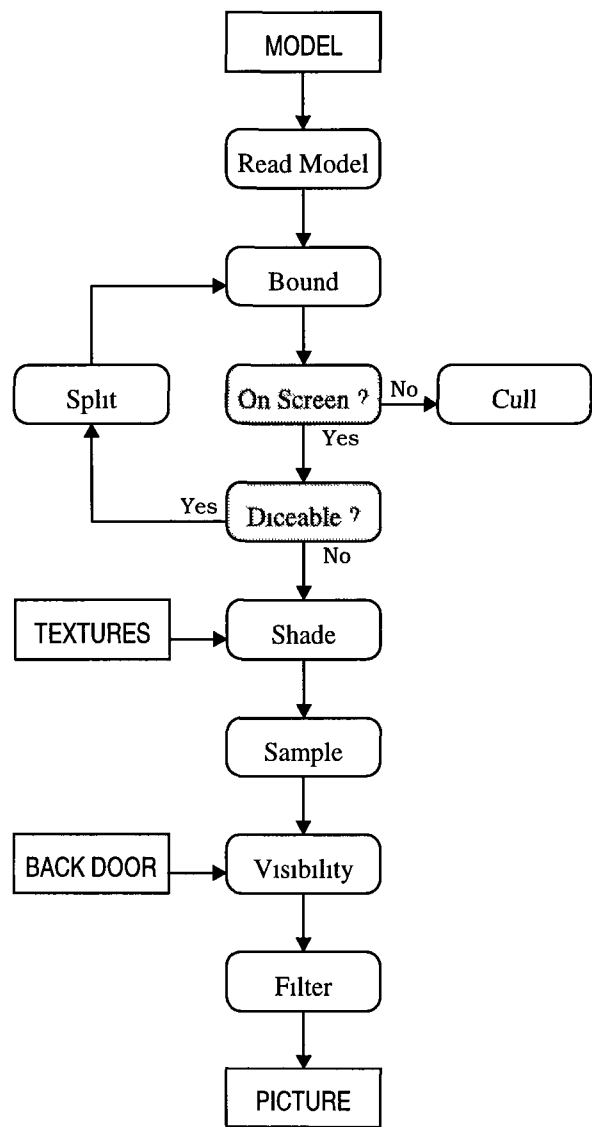 MODEL
Read Model
Bound
Split
On Screen ?
No
Cull
Yes
Yes
Diceable ?
No
TEXTURES
Shade
Sample
BACK DOOR
Visibility
Filter
PICTURE